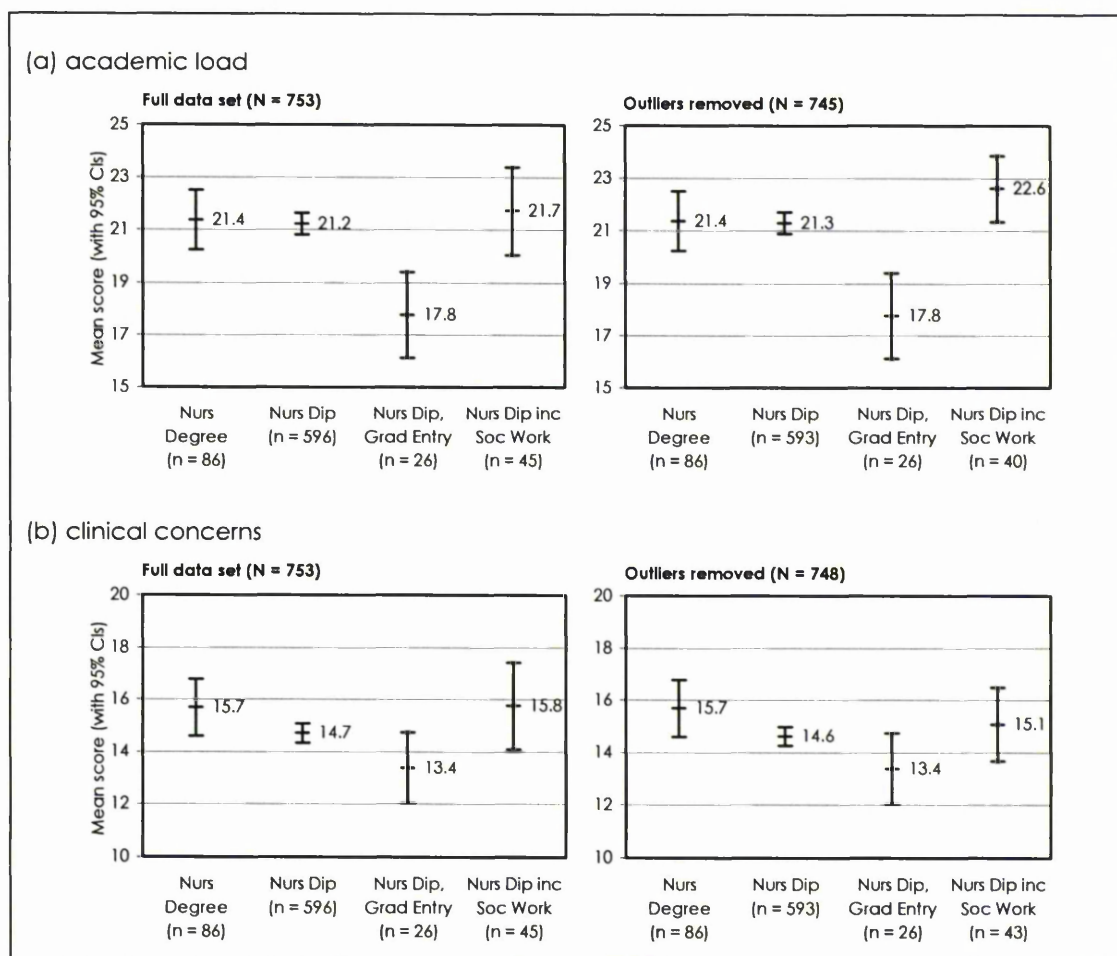 (a) academic load
Full data set (N = 753)
Mean score (with 95% CIs)
25
23
21
19
17
15
21.4
21.2
17.8
21.7
Nurs Degree (n = 86)
Nurs Dip (n = 596)
Nurs Dip, Grad Entry (n = 26)
Nurs Dip inc Soc Work (n = 45)
Outliers removed (N = 745)
25
23
21
19
17
15
21.4
21.3
17.8
22.6
Nurs Degree (n = 86)
Nurs Dip (n = 593)
Nurs Dip, Grad Entry (n = 26)
Nurs Dip inc Soc Work (n = 40)
(b) clinical concerns
Full data set (N = 753)
Mean score (with 95% CIs)
20
18
16
14
12
10
15.7
14.7
13.4
15.8
Nurs Degree (n = 86)
Nurs Dip (n = 596)
Nurs Dip, Grad Entry (n = 26)
Nurs Dip inc Soc Work (n = 45)
Outliers removed (N = 748)
20
18
16
14
12
10
15.7
14.6
13.4
15.1
Nurs Degree (n = 86)
Nurs Dip (n = 593)
Nurs Dip, Grad Entry (n = 26)
Nurs Dip inc Soc Work (n = 43)